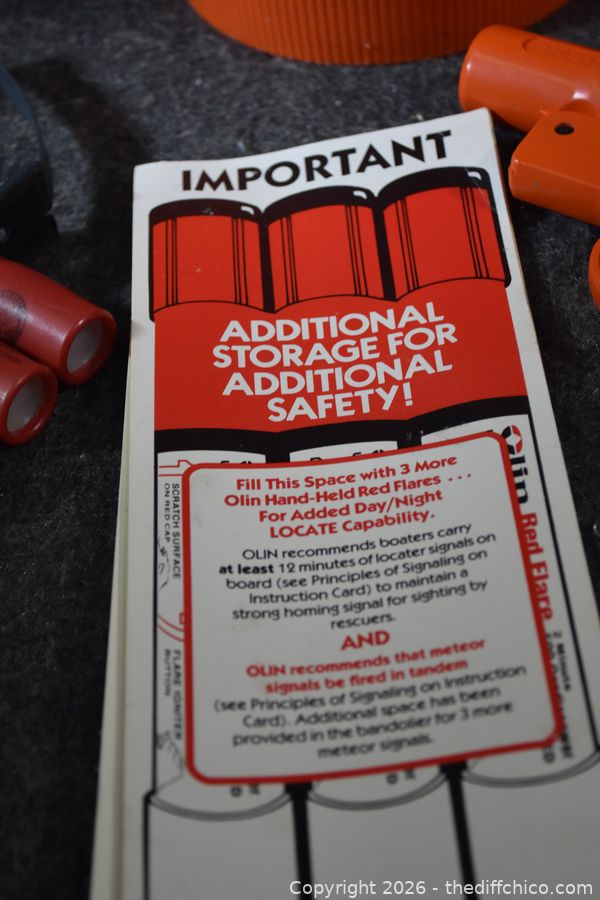 IMPORTANT
ADDITIONAL
STORAGE FOR
ADDITIONAL
SAFETY!
Fill This Space with 3 More
Olin Hand-Held Red Flares . . .
For Added Day/Night
LOCATE Capability.
OLIN recommends boaters carry
at least 12 minutes of locater signals on
board (see Principles of Signaling on
Instruction Card) to maintain a
strong homing signal for sighting by
rescuers.
AND
OLIN recommends that meteor
signals be fired in tandem
(see Principles of Signaling on Instruction
Card). Additional space has been
provided in the bandolier for 3 more
meteor signals.
SCRATCH SURFACE
ON RED CAP
FLARE IGNITER
BUTTON
Olin Red Flare
2 Minute
Copyright 2026 - thediffchico.com